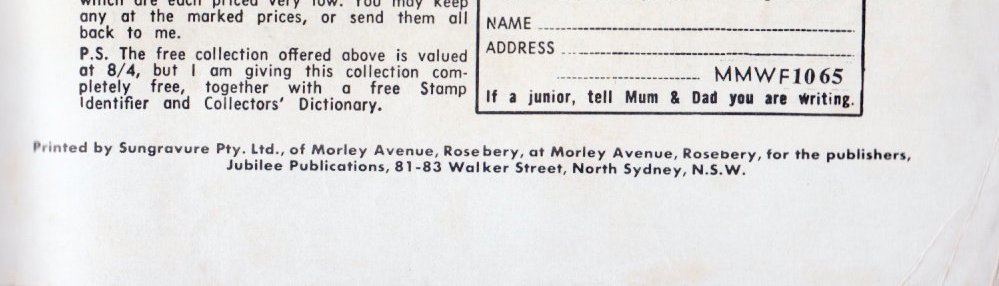 which are each priced very low. You may keep
any at the marked prices, or send them all
back to me.
P.S. The free collection offered above is valued
at 8/4, but I am giving this collection com-
pletely free, together with a free Stamp
Identifier and Collectors' Dictionary.
NAME
ADDRESS
MMWF1065
If a junior, tell Mum & Dad you are writing.
Printed by Sungravure Pty. Ltd., of Morley Avenue, Rosebery, at Morley Avenue, Rosebery, for the publishers,
Jubilee Publications, 81-83 Walker Street, North Sydney, N.S.W.